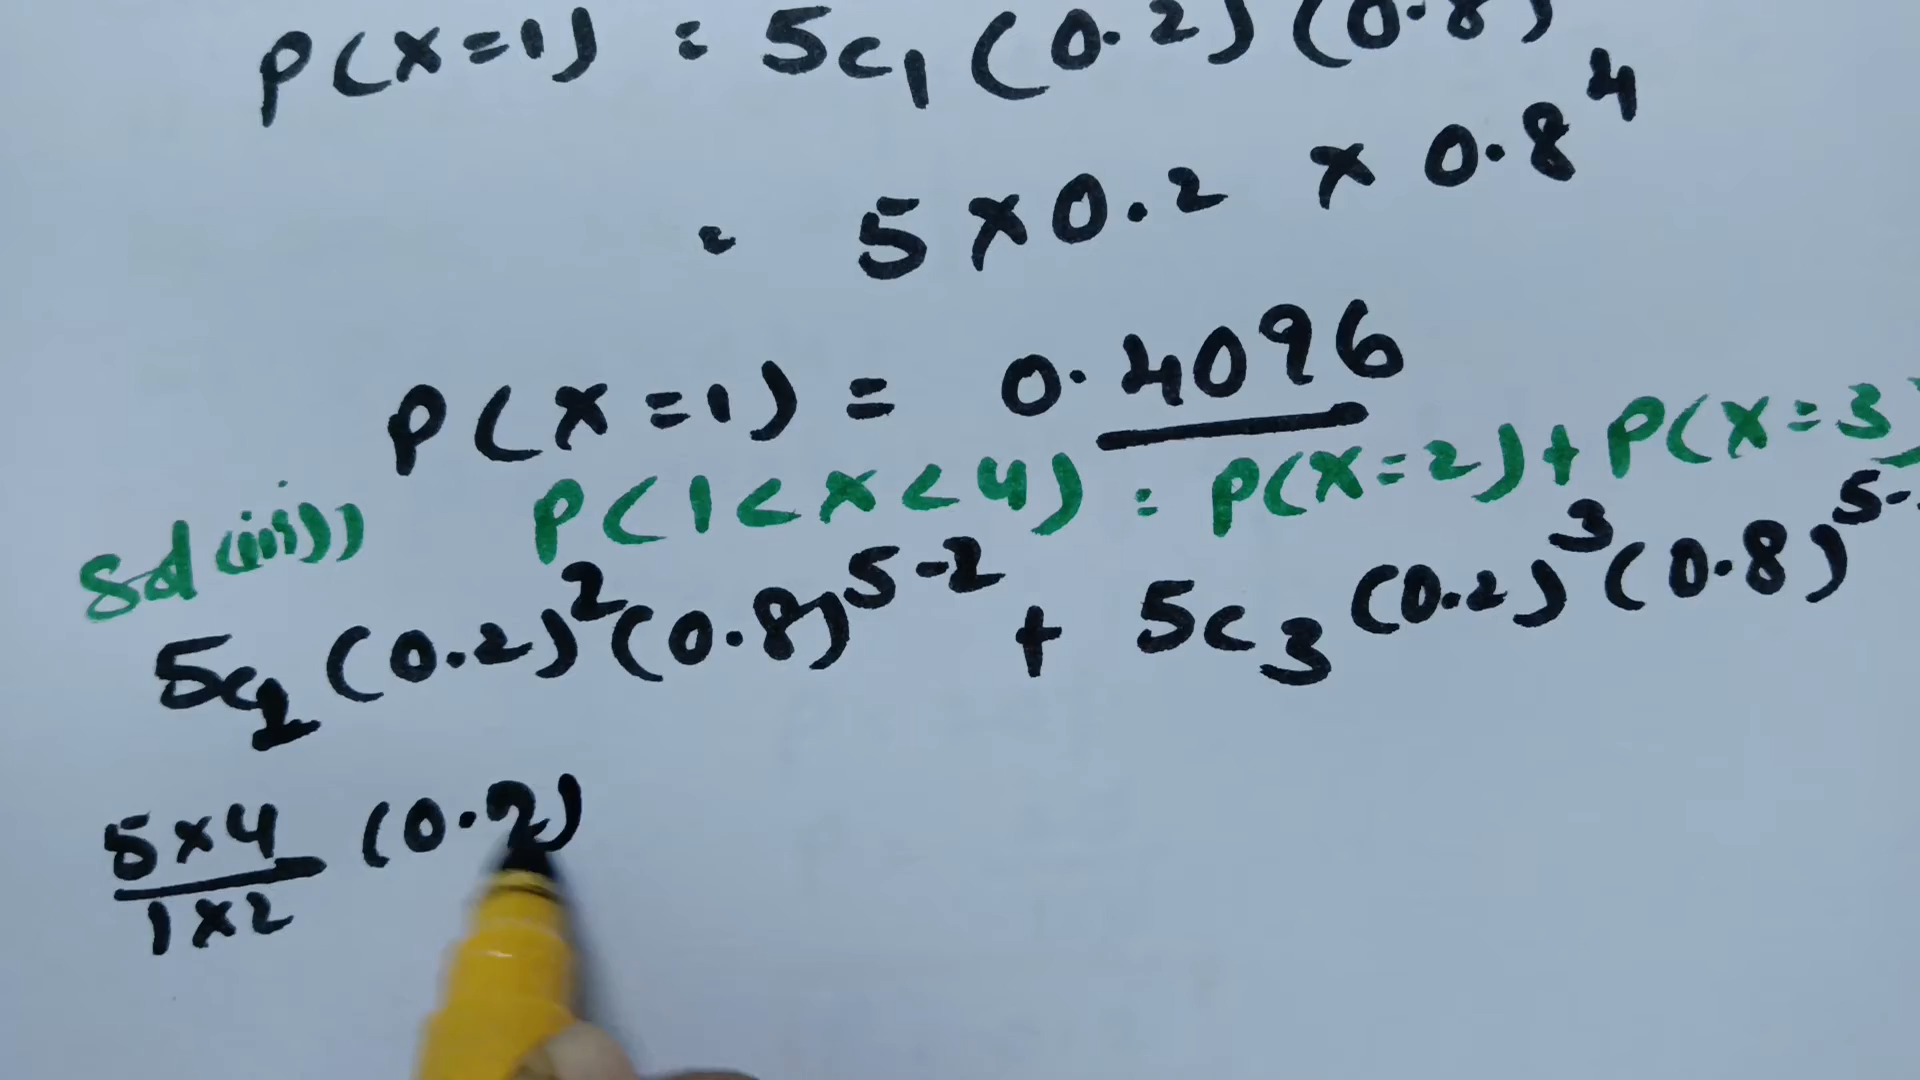 P(x=1) = 5c₁(0.2)(0.8)
= 5×0.2 × 0.8⁴
P(x=1) = 0.4096
Sol(iii)) P(1<x<4) = P(x=2)+P(x=3)
5c₂(0.2)²(0.8)⁵⁻² + 5c₃(0.2)³(0.8)⁵⁻
5×4 (0.2)
1×2